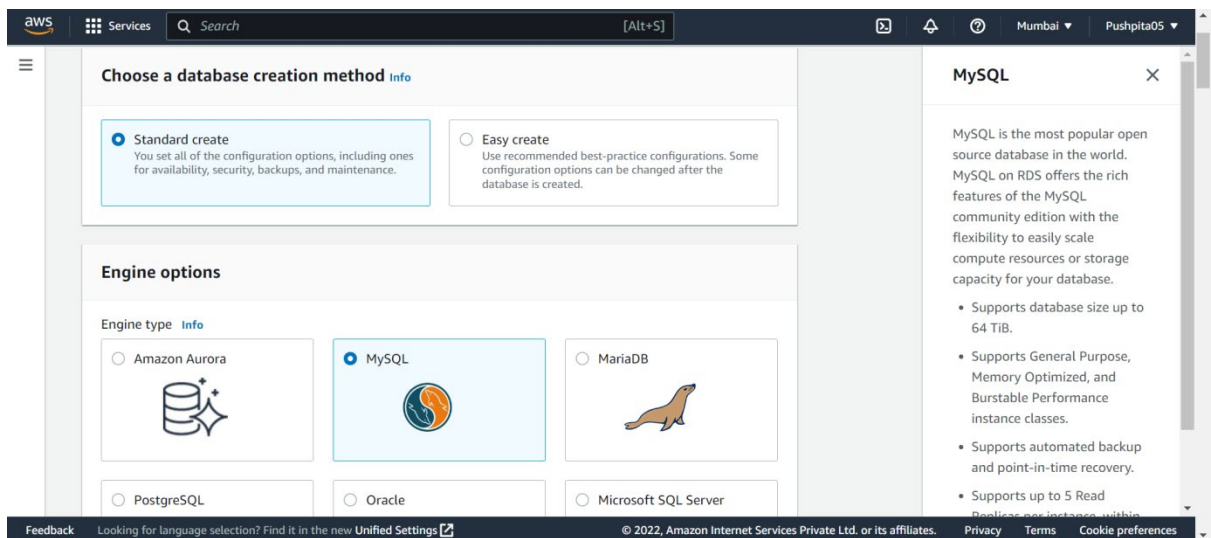 aws
Services
Search
[Alt+S]
Mumbai ▼
Pushpita05 ▼
Choose a database creation method Info
Standard create
You set all of the configuration options, including ones
for availability, security, backups, and maintenance.
Easy create
Use recommended best-practice configurations. Some
configuration options can be changed after the
database is created.
Engine options
Engine type Info
Amazon Aurora
MySQL
MariaDB
PostgreSQL
Oracle
Microsoft SQL Server
MySQL
MySQL is the most popular open
source database in the world.
MySQL on RDS offers the rich
features of the MySQL
community edition with the
flexibility to easily scale
compute resources or storage
capacity for your database.
• Supports database size up to
64 TiB.
• Supports General Purpose,
Memory Optimized, and
Burstable Performance
instance classes.
• Supports automated backup
and point-in-time recovery.
• Supports up to 5 Read
Replicas per instance, within
Feedback
Looking for language selection? Find it in the new Unified Settings
© 2022, Amazon Internet Services Private Ltd. or its affiliates.
Privacy
Terms
Cookie preferences